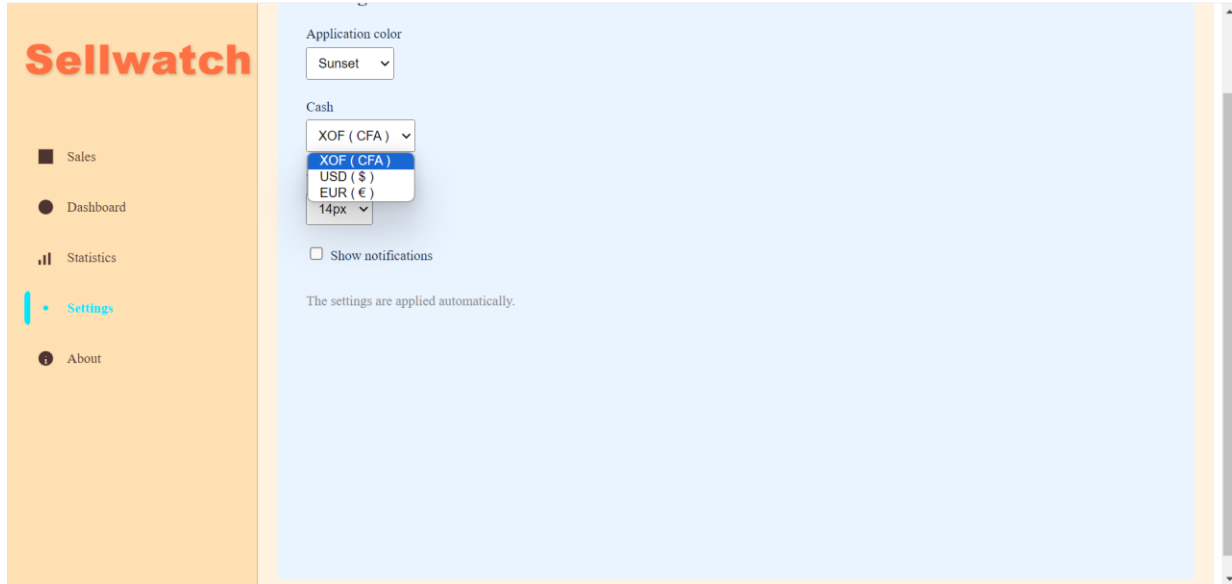 Sellwatch
Sales
Dashboard
Statistics
Settings
About
Application color
Sunset
Cash
XOF ( CFA )
XOF ( CFA )
USD ( $ )
EUR ( € )
14px
Show notifications
The settings are applied automatically.